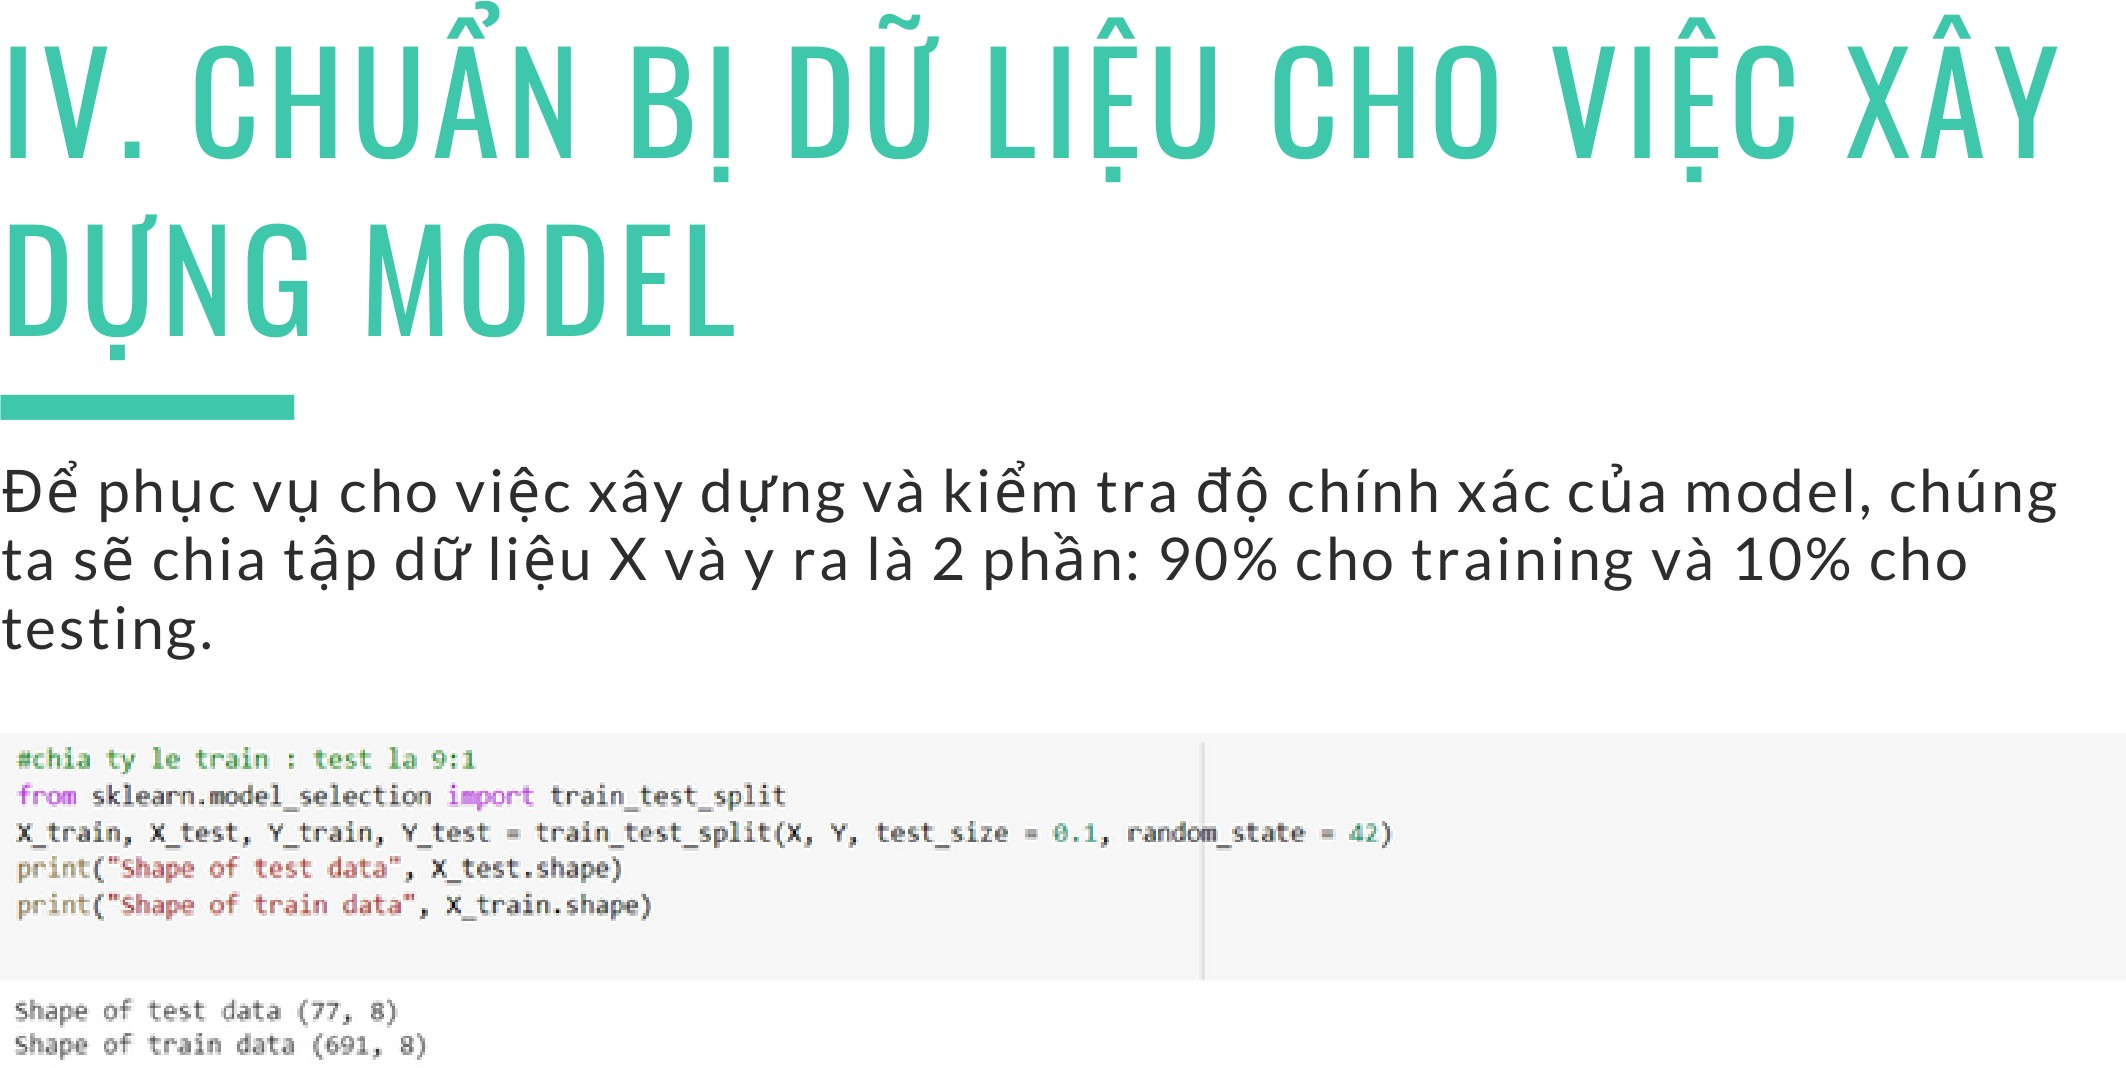 IV. CHUẨN BỊ DỮ LIỆU CHO VIỆC XÂY
DỰNG MODEL
Để phục vụ cho việc xây dựng và kiểm tra độ chính xác của model, chúng
ta sẽ chia tập dữ liệu X và y ra là 2 phần: 90% cho training và 10% cho
testing.
#chia ty le train : test la 9:1
from sklearn.model_selection import train_test_split
X_train, X_test, Y_train, Y_test = train_test_split(X, Y, test_size = 0.1, random_state = 42)
print("Shape of test data", X_test.shape)
print("Shape of train data", X_train.shape)
Shape of test data (77, 8)
Shape of train data (691, 8)